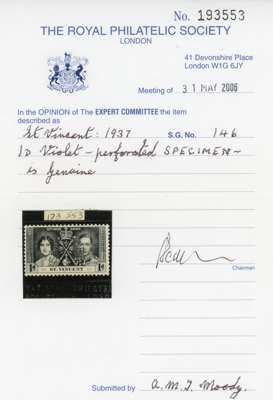 No. 193553
THE ROYAL PHILATELIC SOCIETY
LONDON
41 Devonshire Place
London W1G 6JY
Meeting of 31 MAY 2006
In the OPINION of The EXPERT COMMITTEE the item
described as
St Vincent: 1937 S.G. No. 146
1D Violet - perforated SPECIMEN -
is Genuine
193553
1d ST. VINCENT 1d
Chairman
Submitted by A.M.J. Moody.